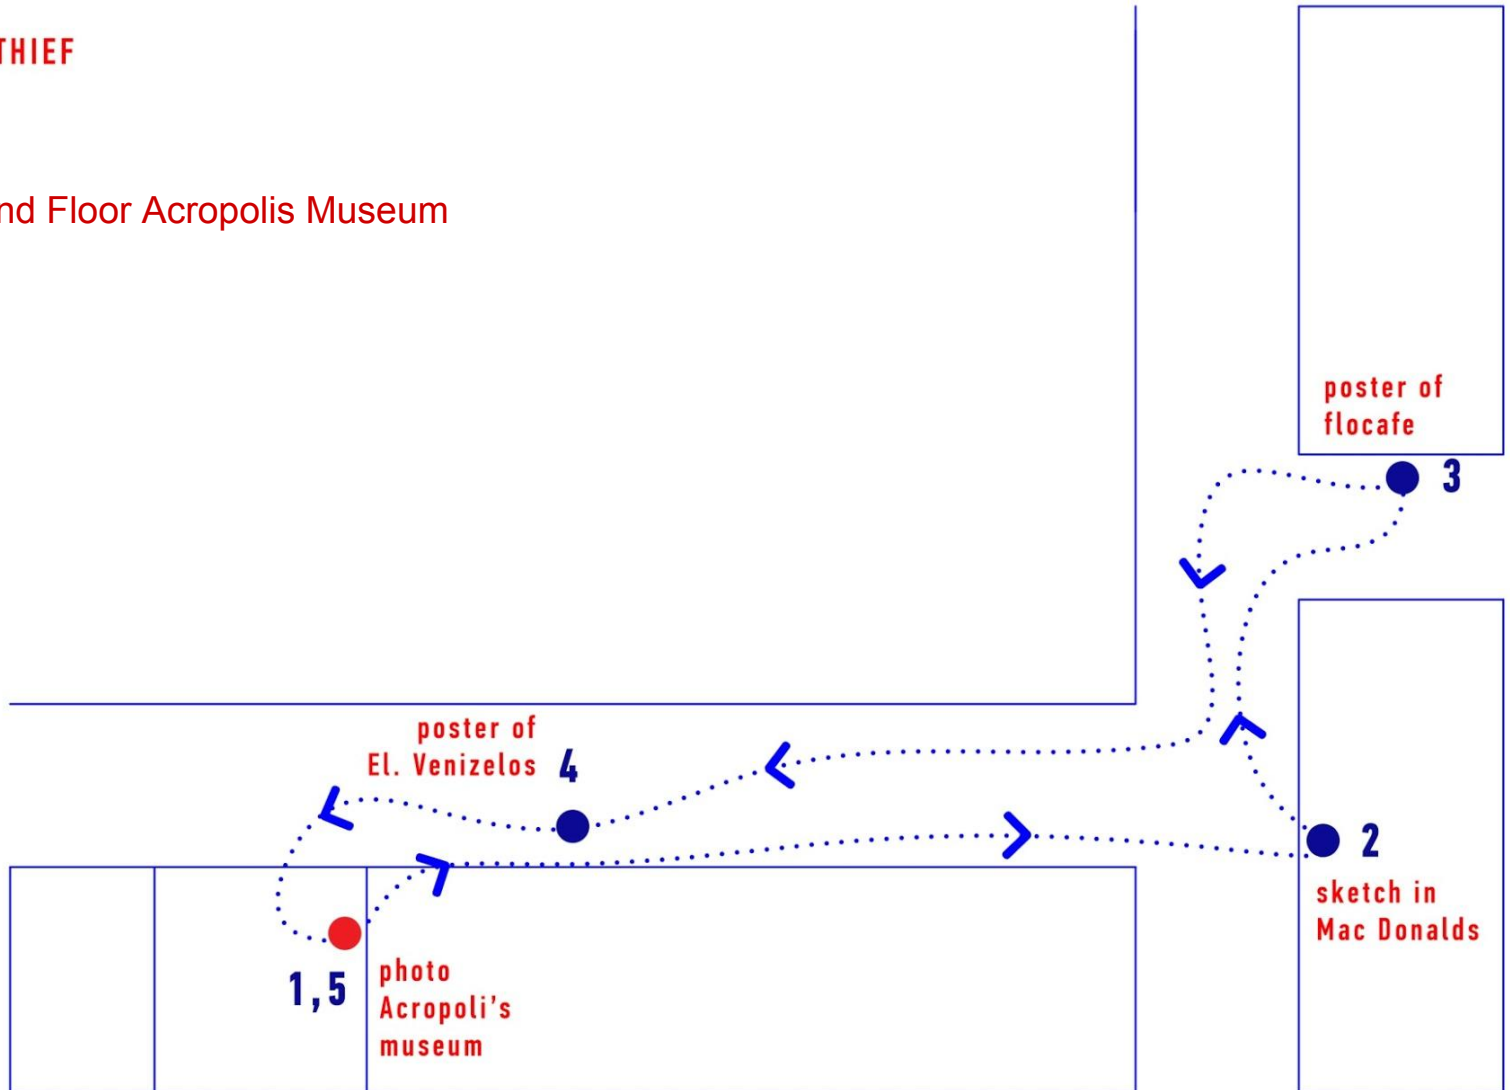 THIEF
nd Floor Acropolis Museum
poster of
flocafe
3
poster of
El. Venizelos
4
2
sketch in
Mac Donalds
1,5
photo
Acropoli's
museum